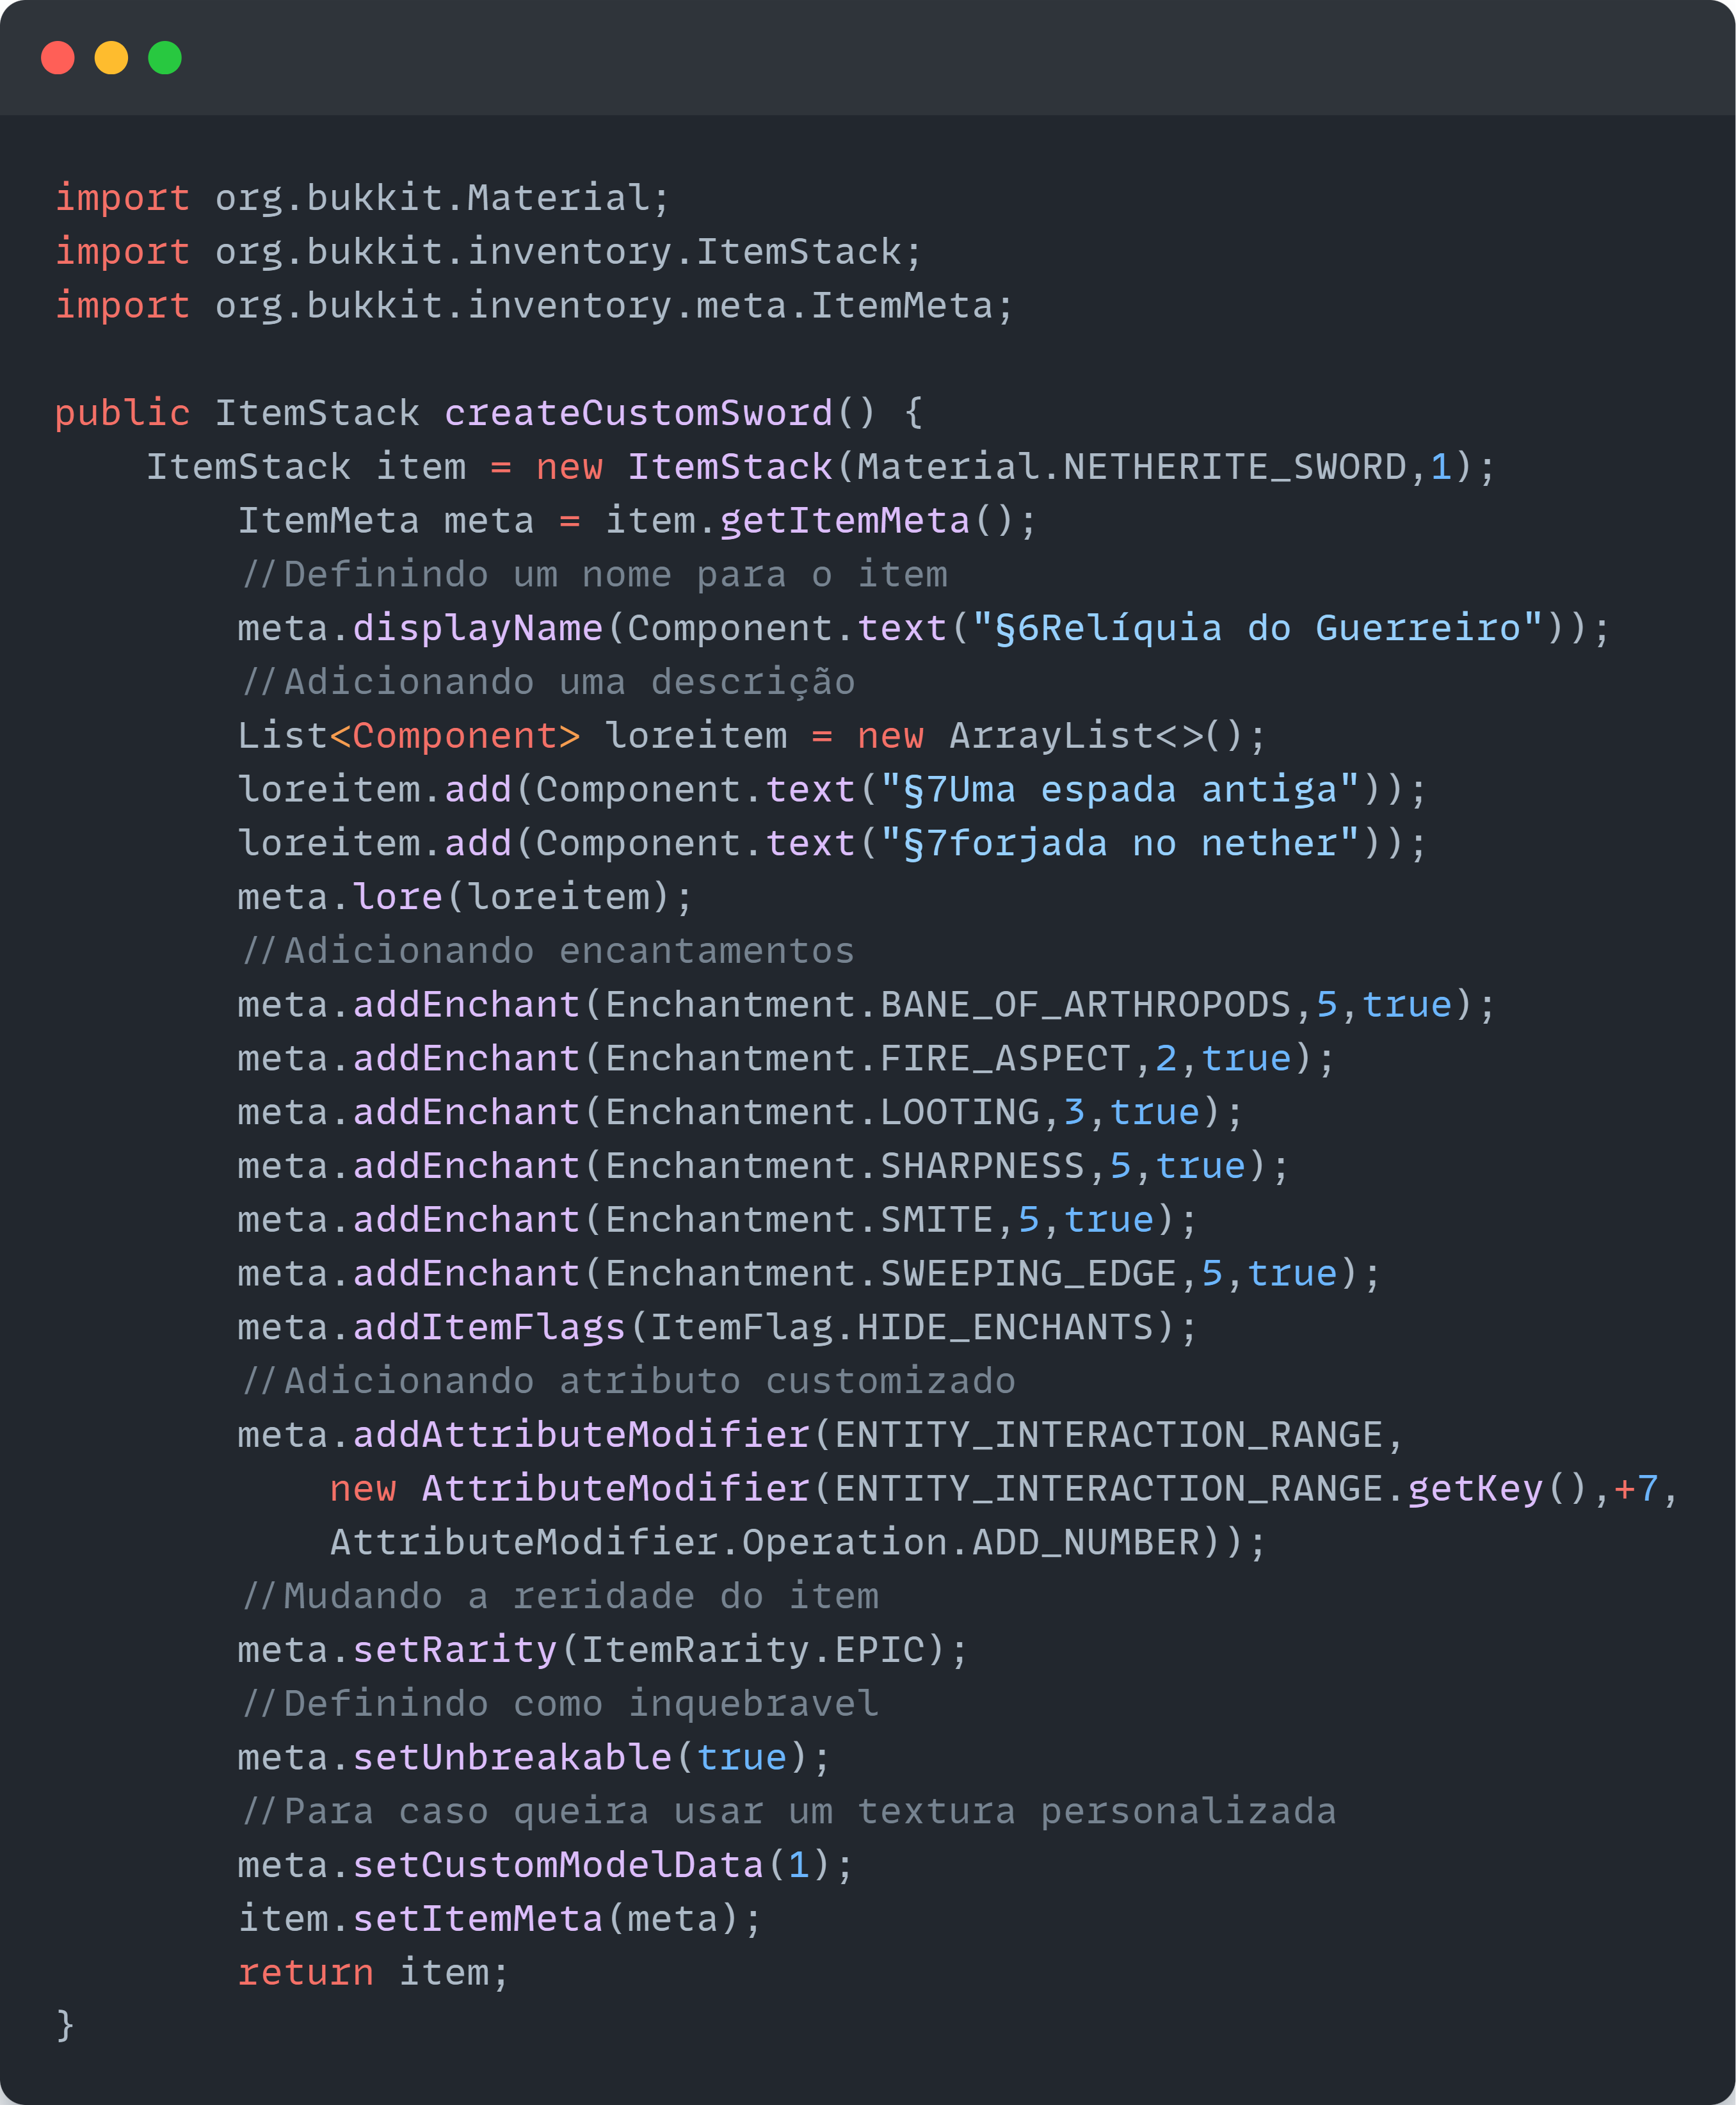 import org.bukkit.Material;
import org.bukkit.inventory.ItemStack;
import org.bukkit.inventory.meta.ItemMeta;

public ItemStack createCustomSword() {
    ItemStack item = new ItemStack(Material.NETHERITE_SWORD,1);
        ItemMeta meta = item.getItemMeta();
        //Definindo um nome para o item
        meta.displayName(Component.text("§6Relíquia do Guerreiro"));
        //Adicionando uma descrição
        List<Component> loreitem = new ArrayList<>();
        loreitem.add(Component.text("§7Uma espada antiga"));
        loreitem.add(Component.text("§7forjada no nether"));
        meta.lore(loreitem);
        //Adicionando encantamentos
        meta.addEnchant(Enchantment.BANE_OF_ARTHROPODS,5,true);
        meta.addEnchant(Enchantment.FIRE_ASPECT,2,true);
        meta.addEnchant(Enchantment.LOOTING,3,true);
        meta.addEnchant(Enchantment.SHARPNESS,5,true);
        meta.addEnchant(Enchantment.SMITE,5,true);
        meta.addEnchant(Enchantment.SWEEPING_EDGE,5,true);
        meta.addItemFlags(ItemFlag.HIDE_ENCHANTS);
        //Adicionando atributo customizado
        meta.addAttributeModifier(ENTITY_INTERACTION_RANGE,
            new AttributeModifier(ENTITY_INTERACTION_RANGE.getKey(),+7,
            AttributeModifier.Operation.ADD_NUMBER));
        //Mudando a reridade do item
        meta.setRarity(ItemRarity.EPIC);
        //Definindo como inquebravel
        meta.setUnbreakable(true);
        //Para caso queira usar um textura personalizada
        meta.setCustomModelData(1);
        item.setItemMeta(meta);
        return item;
}